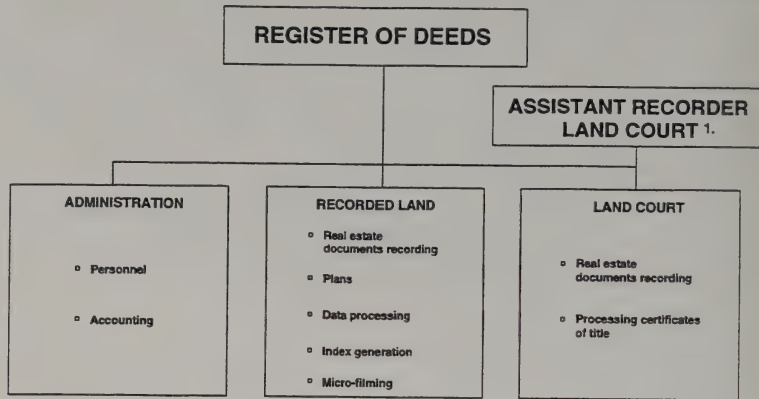 REGISTER OF DEEDS
ASSISTANT RECORDER
LAND COURT 1.
ADMINISTRATION
▫ Personnel
▫ Accounting
RECORDED LAND
▫ Real estate
documents recording
▫ Plans
▫ Data processing
▫ Index generation
▫ Micro-filming
LAND COURT
▫ Real estate
documents recording
▫ Processing certificates
of title